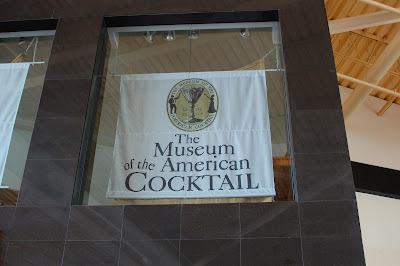 The
Museum
of the American
COCKTAIL